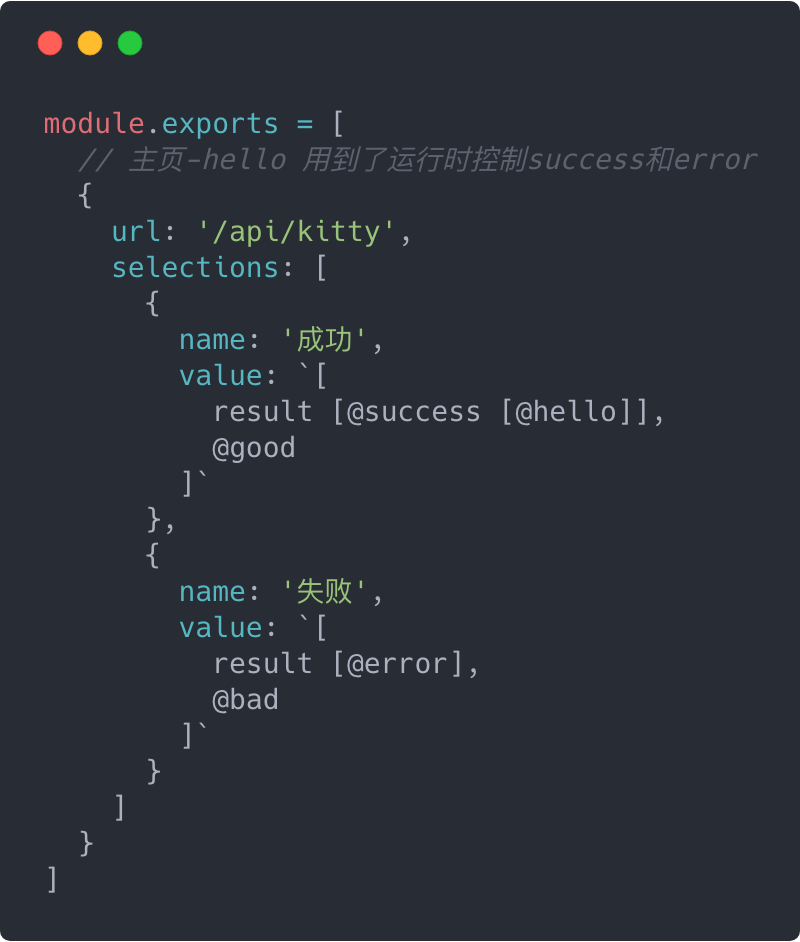 module.exports = [
  // 主页-hello 用到了运行时控制success和error
  {
    url: '/api/kitty',
    selections: [
      {
        name: '成功',
        value: `[
          result [@success [@hello]],
          @good
        ]`
      },
      {
        name: '失败',
        value: `[
          result [@error],
          @bad
        ]`
      }
    ]
  }
]